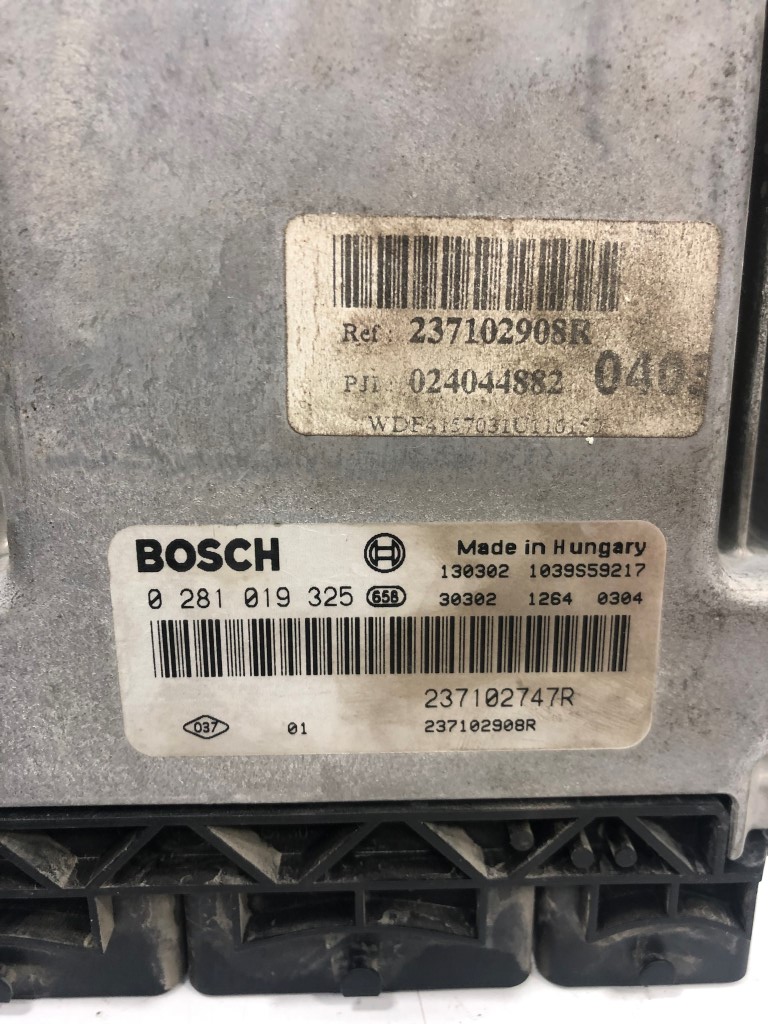 Ref : 237102908R
PJI : 024044882 0403
BOSCH Made in Hungary
130302 1039S59217
0 281 019 325 658 30302 1264 0304
237102747R
037 01 237102908R